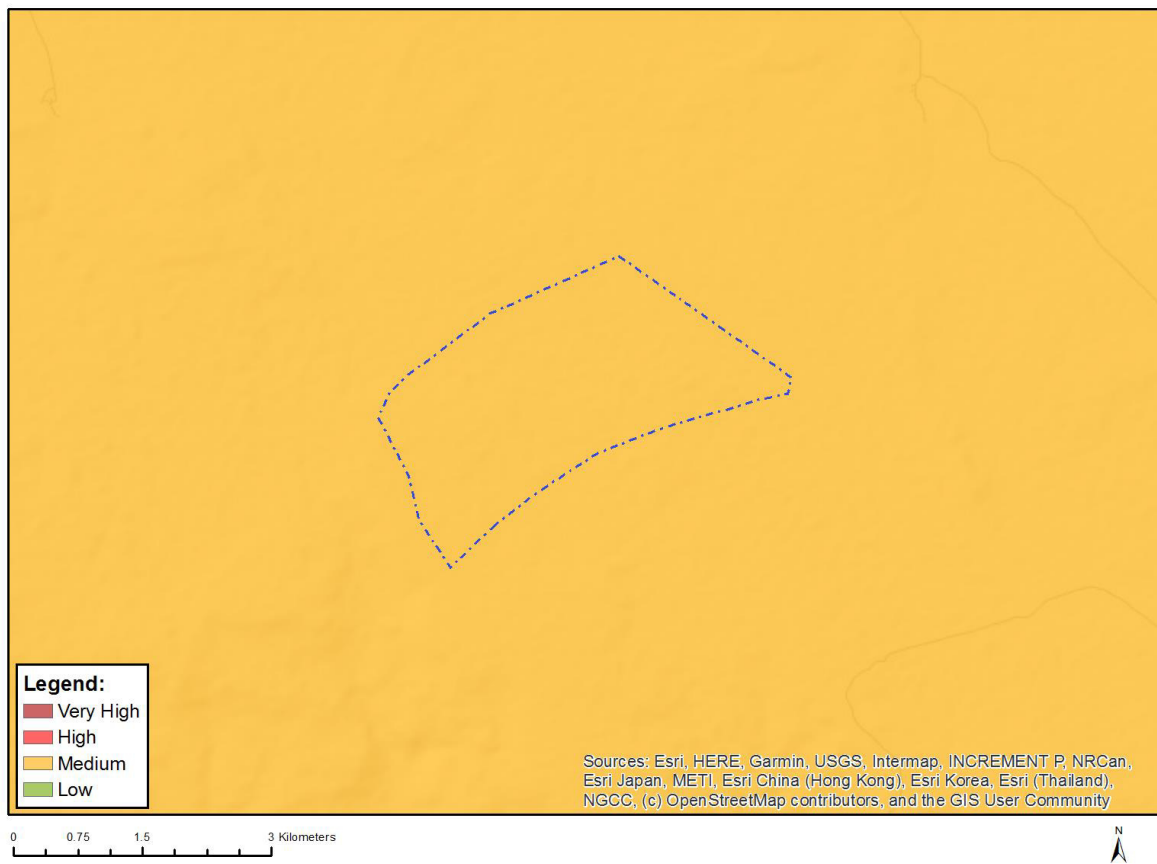 Legend:
Very High
High
Medium
Low
Sources: Esri, HERE, Garmin, USGS, Intermap, INCREMENT P, NRCan,
Esri Japan, METI, Esri China (Hong Kong), Esri Korea, Esri (Thailand),
NGCC, (c) OpenStreetMap contributors, and the GIS User Community
0 0.75 1.5 3 Kilometers
N